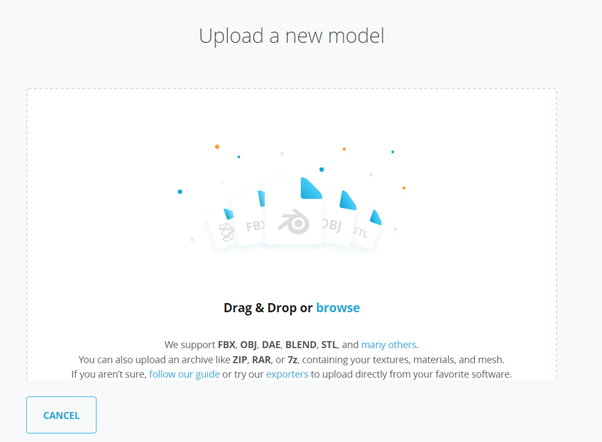 Upload a new model
FBX
OBJ
STL
Drag & Drop or browse
We support FBX, OBJ, DAE, BLEND, STL, and many others.
You can also upload an archive like ZIP, RAR, or 7z, containing your textures, materials, and mesh.
If you aren't sure, follow our guide or try our exporters to upload directly from your favorite software.
CANCEL